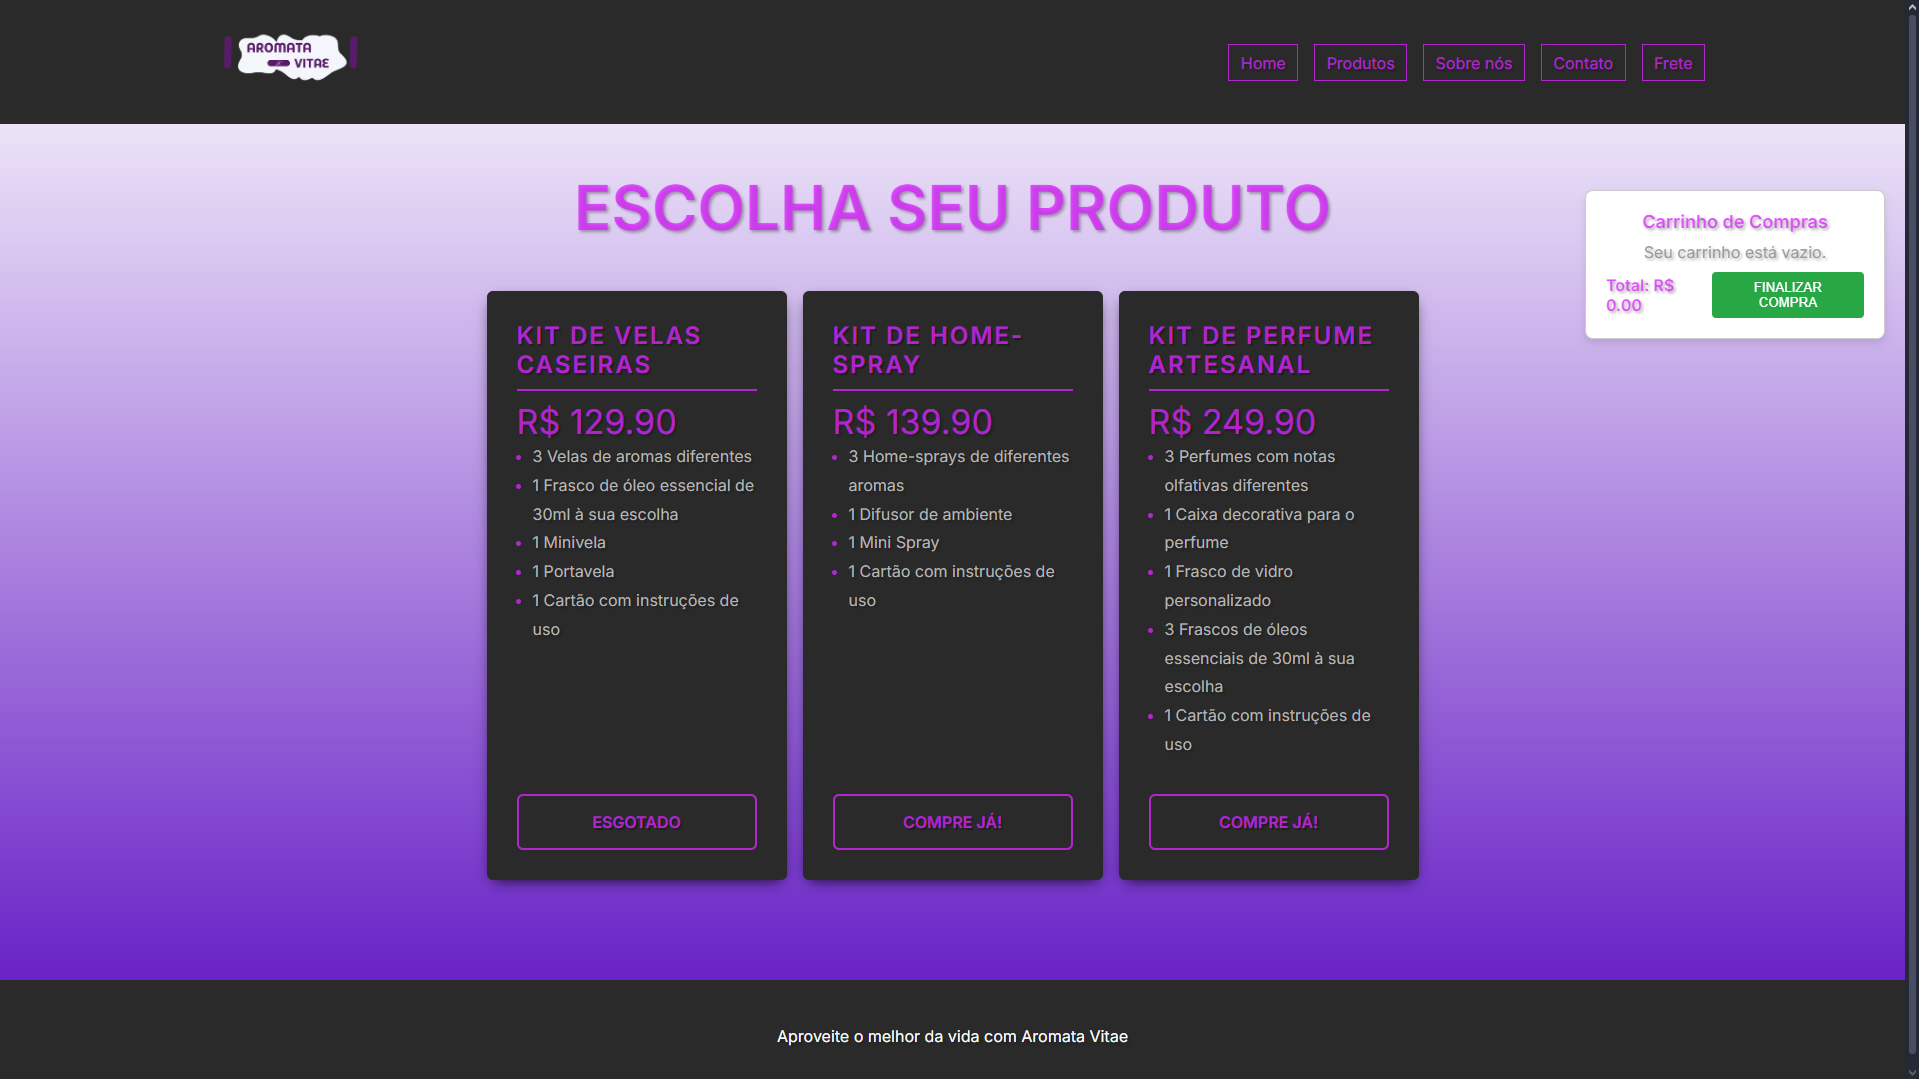 AROMATA
VITAE
Home
Produtos
Sobre nós
Contato
Frete
ESCOLHA SEU PRODUTO
Carrinho de Compras
Seu carrinho está vazio.
Total: R$
0.00
FINALIZAR
COMPRA
KIT DE VELAS
CASEIRAS
R$ 129.90
• 3 Velas de aromas diferentes
• 1 Frasco de óleo essencial de
30ml à sua escolha
• 1 Minivela
• 1 Portavela
• 1 Cartão com instruções de
uso
ESGOTADO
KIT DE HOME-
SPRAY
R$ 139.90
• 3 Home-sprays de diferentes
aromas
• 1 Difusor de ambiente
• 1 Mini Spray
• 1 Cartão com instruções de
uso
COMPRE JÁ!
KIT DE PERFUME
ARTESANAL
R$ 249.90
• 3 Perfumes com notas
olfativas diferentes
• 1 Caixa decorativa para o
perfume
• 1 Frasco de vidro
personalizado
• 3 Frascos de óleos
essenciais de 30ml à sua
escolha
• 1 Cartão com instruções de
uso
COMPRE JÁ!
Aproveite o melhor da vida com Aromata Vitae